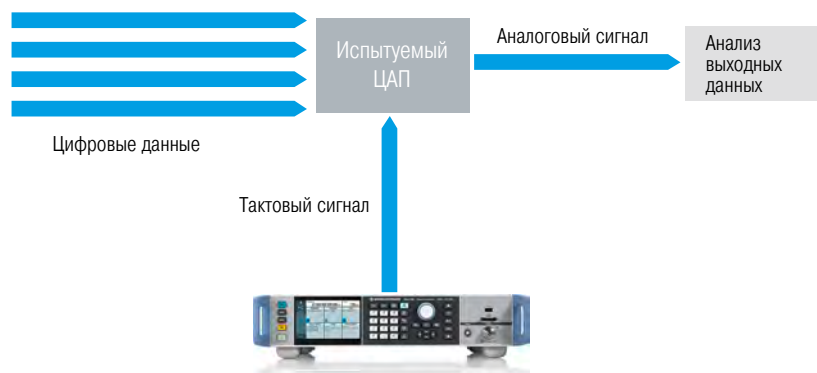 Испытуемый
ЦАП
Аналоговый сигнал
Анализ
выходных
данных
Цифровые данные
Тактовый сигнал